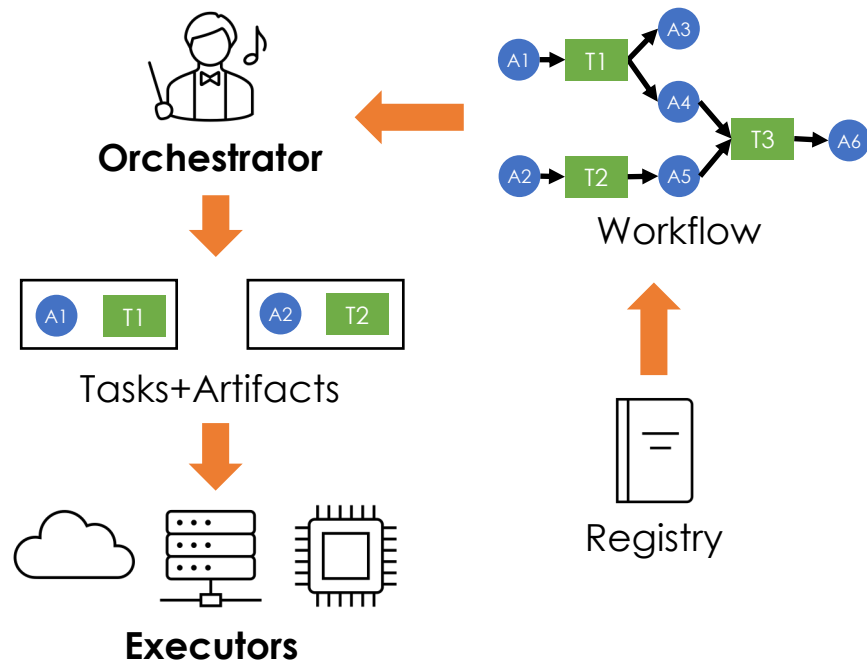 A3
A1
T1
A4
T3
A6
A2
T2
A5
Workflow
Orchestrator
A1
T1
A2
T2
Tasks+Artifacts
Registry
Executors